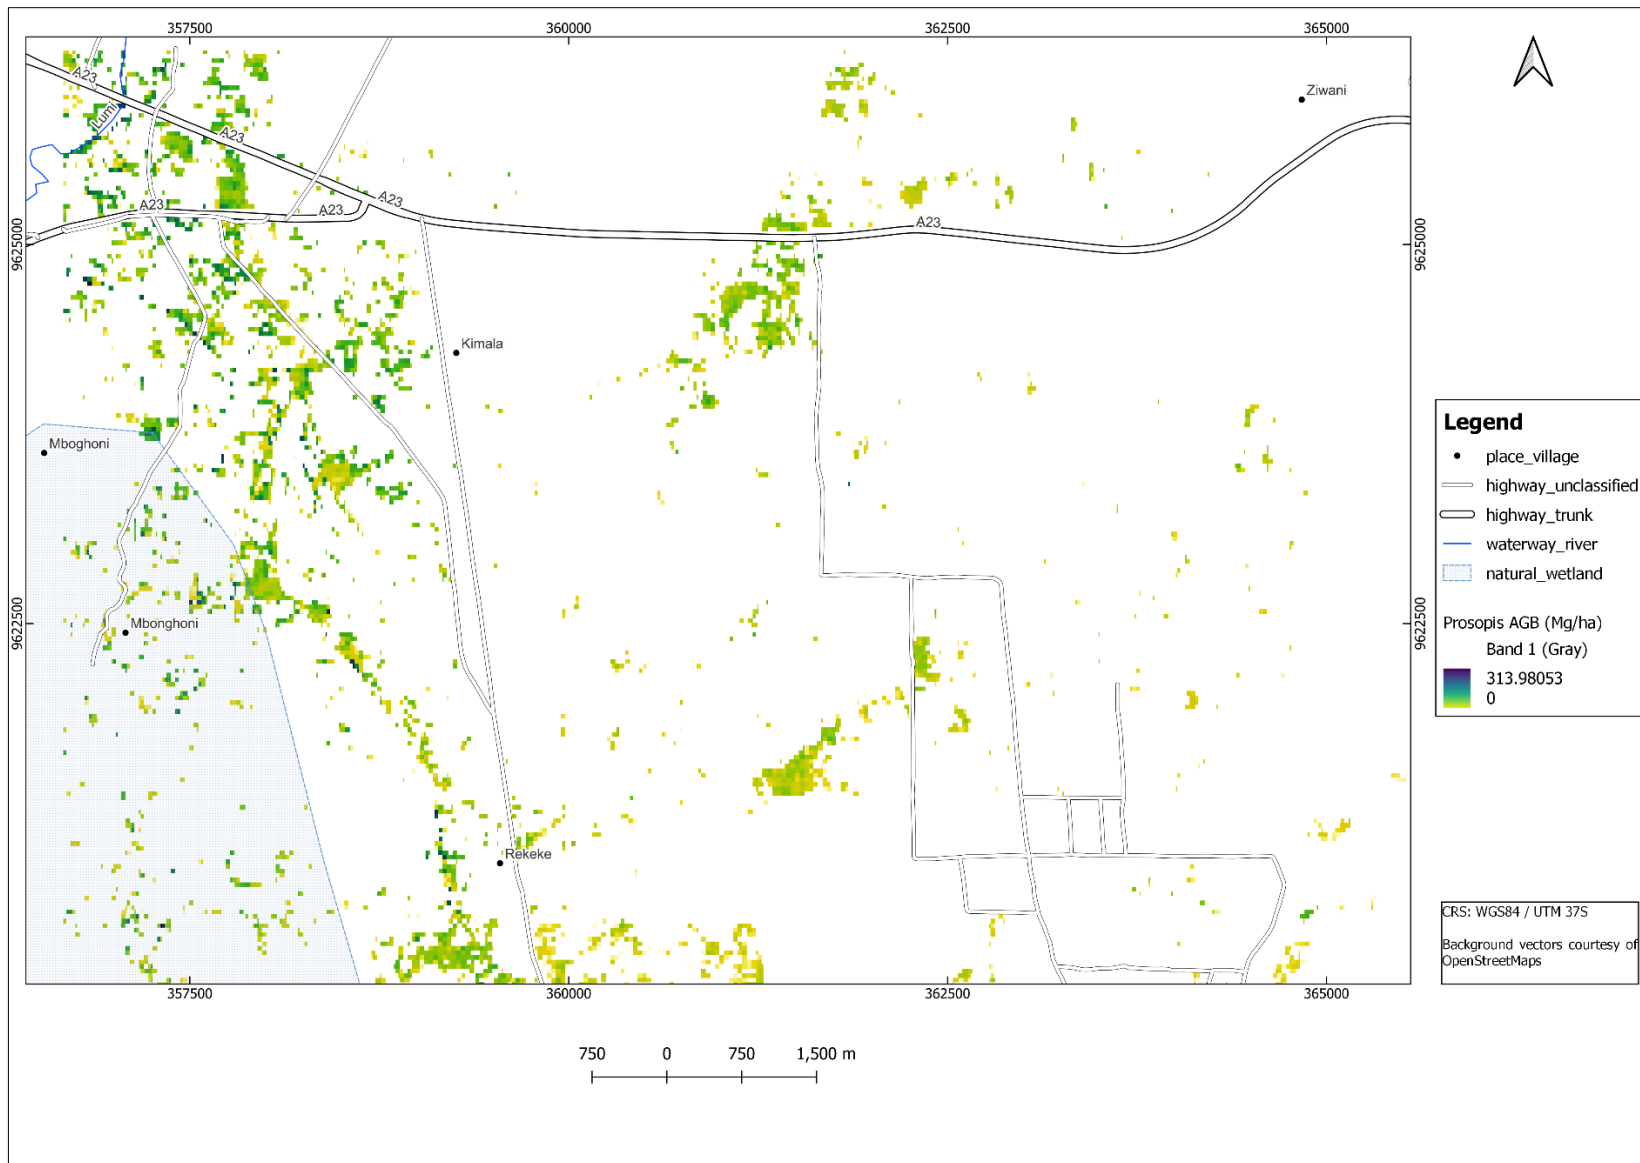 357500
360000
362500
365000
A23
Lumi
A23
Ziwani
A23
A23
A23
A23
9625000
9625000
Kimala
Mboghoni
Mbonghoni
9622500
9622500
Rekeke
357500
360000
362500
365000
Legend
place_village
highway_unclassified
highway_trunk
waterway_river
natural_wetland
Prosopis AGB (Mg/ha)
Band 1 (Gray)
313.98053
0
CRS: WGS84 / UTM 37S
Background vectors courtesy of
OpenStreetMaps
750 0 750 1,500 m